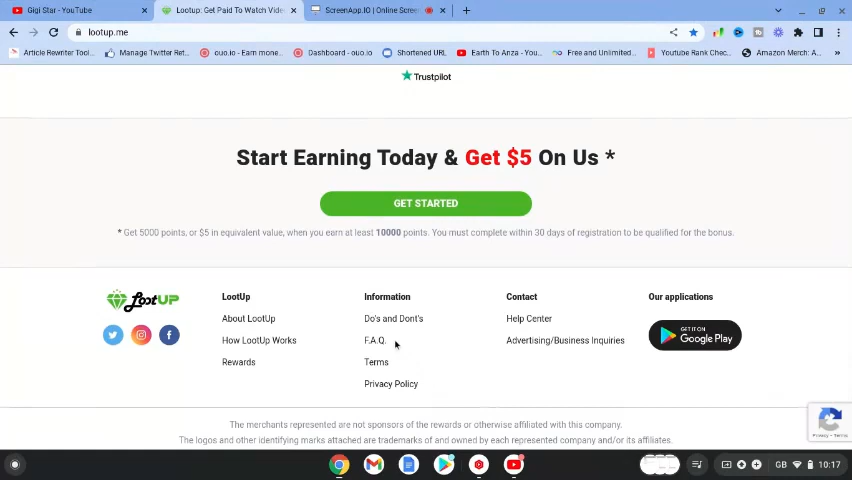 Gigi Star - YouTube
Lootup: Get Paid To Watch Vide
ScreenApp.IO | Online Scree
lootup.me
Article Rewriter Tool...
Manage Twitter Ret...
ouo.io - Earn mone...
Dashboard - ouo.io
Shortened URL
Earth To Anza - You...
Free and Unlimited...
Youtube Rank Chec...
Amazon Merch: A...
Trustpilot
Start Earning Today & Get $5 On Us *
GET STARTED
* Get 5000 points, or $5 in equivalent value, when you earn at least 10000 points. You must complete within 30 days of registration to be qualified for the bonus.
LootUP
LootUp
Information
Contact
Our applications
About LootUp
Do's and Dont's
Help Center
GET IT ON
Google Play
How LootUp Works
F.A.Q.
Advertising/Business Inquiries
Rewards
Terms
Privacy Policy
The merchants represented are not sponsors of the rewards or otherwise affiliated with this company.
The logos and other identifying marks attached are trademarks of and owned by each represented company and/or its affiliates.
Privacy - Terms
GB
10:17